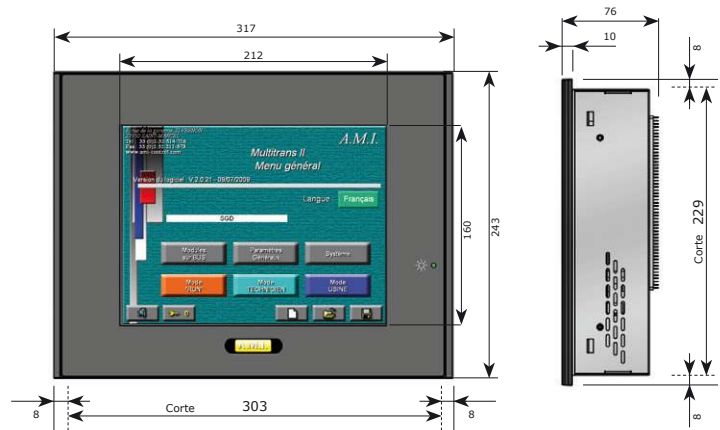 317
76
10
8
212
A.M.I.
Multitrans II
Menu général
Version du logiciel : V 2.0.21 - 09/07/2009
Langue : Français
SGD
Modules
sur BUS
Paramètres
Généraux
Système
Mode
TECHNICIEN
Mode
USINE
160
243
Corte 229
8
Corte 303
8
8